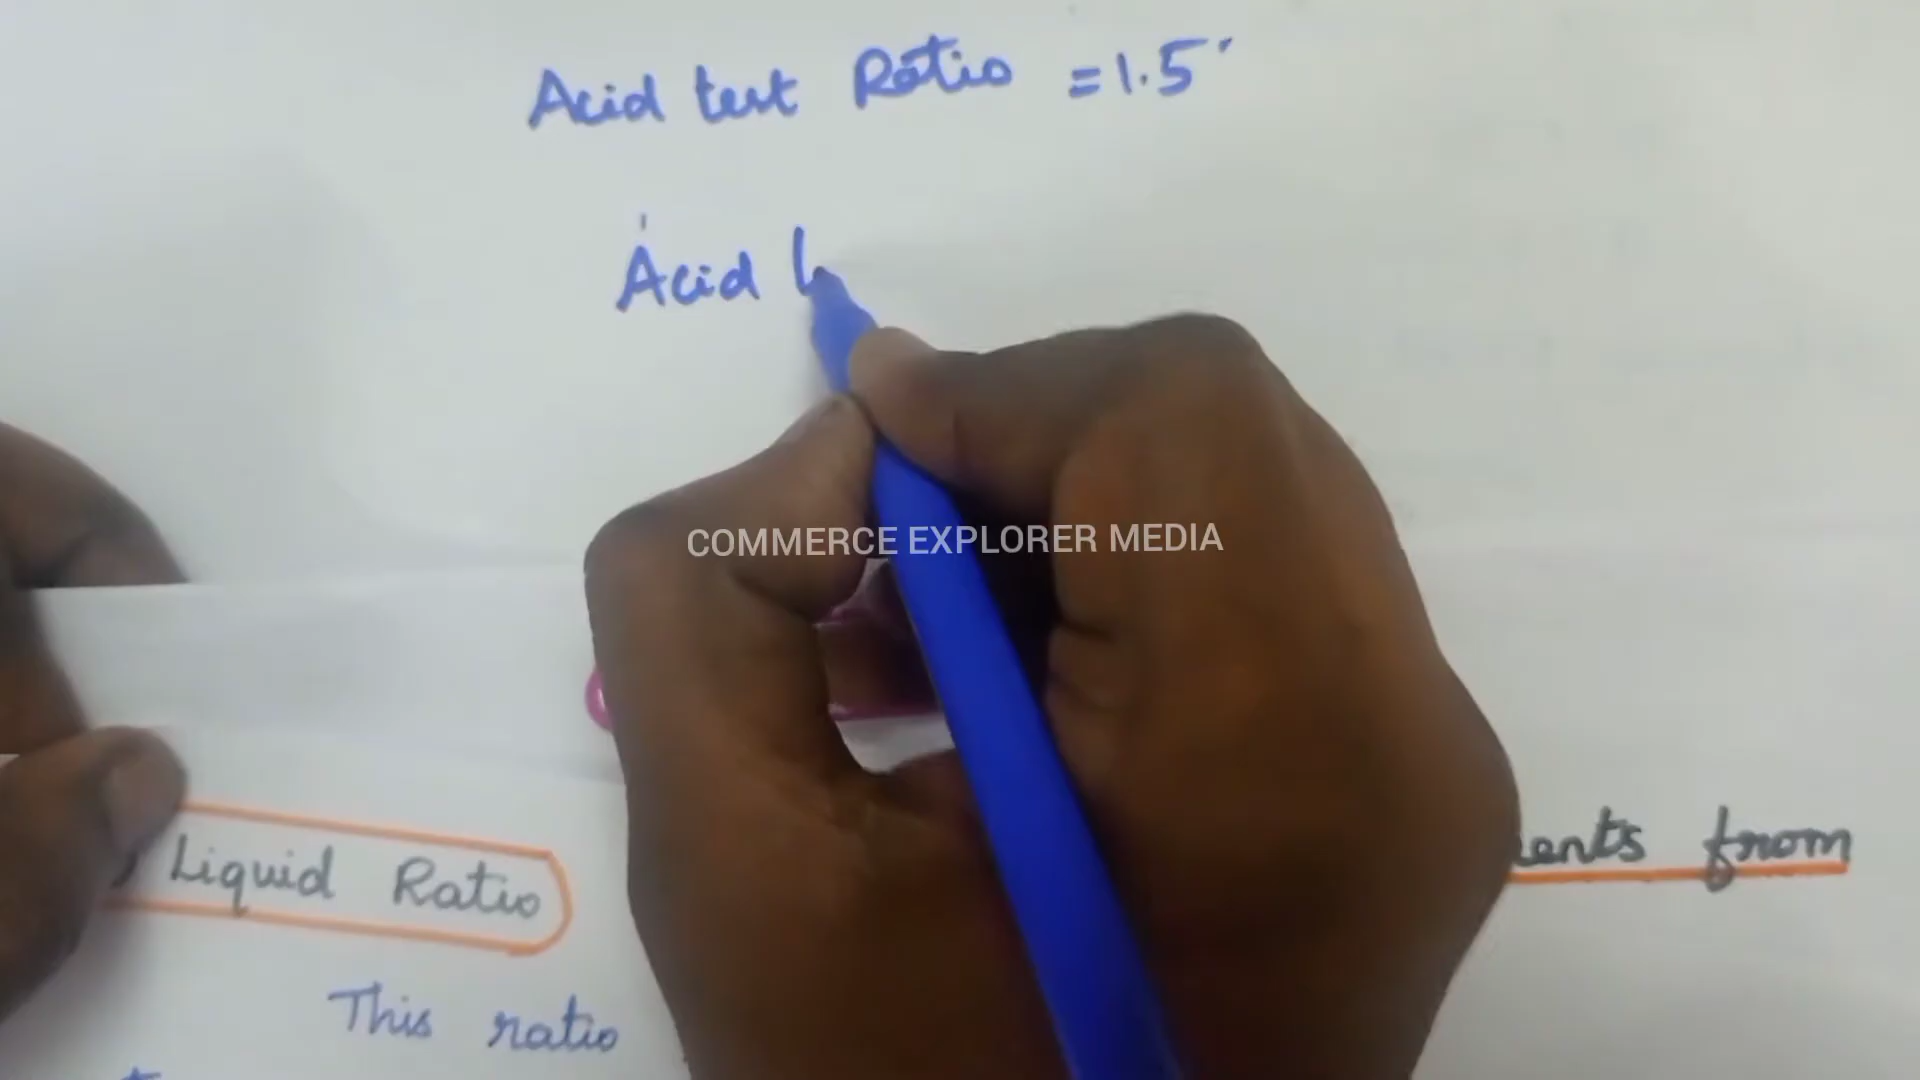 Acid test Ratio = 1.5
Acid
COMMERCE EXPLORER MEDIA
Liquid Ratio
from
This ratio